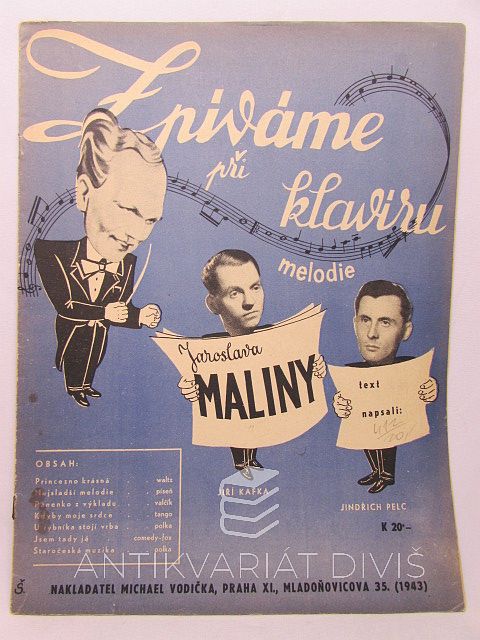 Zpíváme
při
klavíru
melodie
Jaroslava
MALINY
text
napsali:
OBSAH:
Princezno krásná . waltz
Nejsladší melodie . píseň
Panenko z výkladu . valčík
Kdyby moje srdce . tango
U rybníka stojí vrba . polka
Jsem tady já . comedy-fox
Staročeská muzika . polka
JIŘÍ KAFKA
JINDŘICH PELC
K 20·–
ANTIKVARIÁT DIVIŠ
Š.
NAKLADATEL MICHAEL VODIČKA, PRAHA XI., MLADOŇOVICOVA 35. (1943)